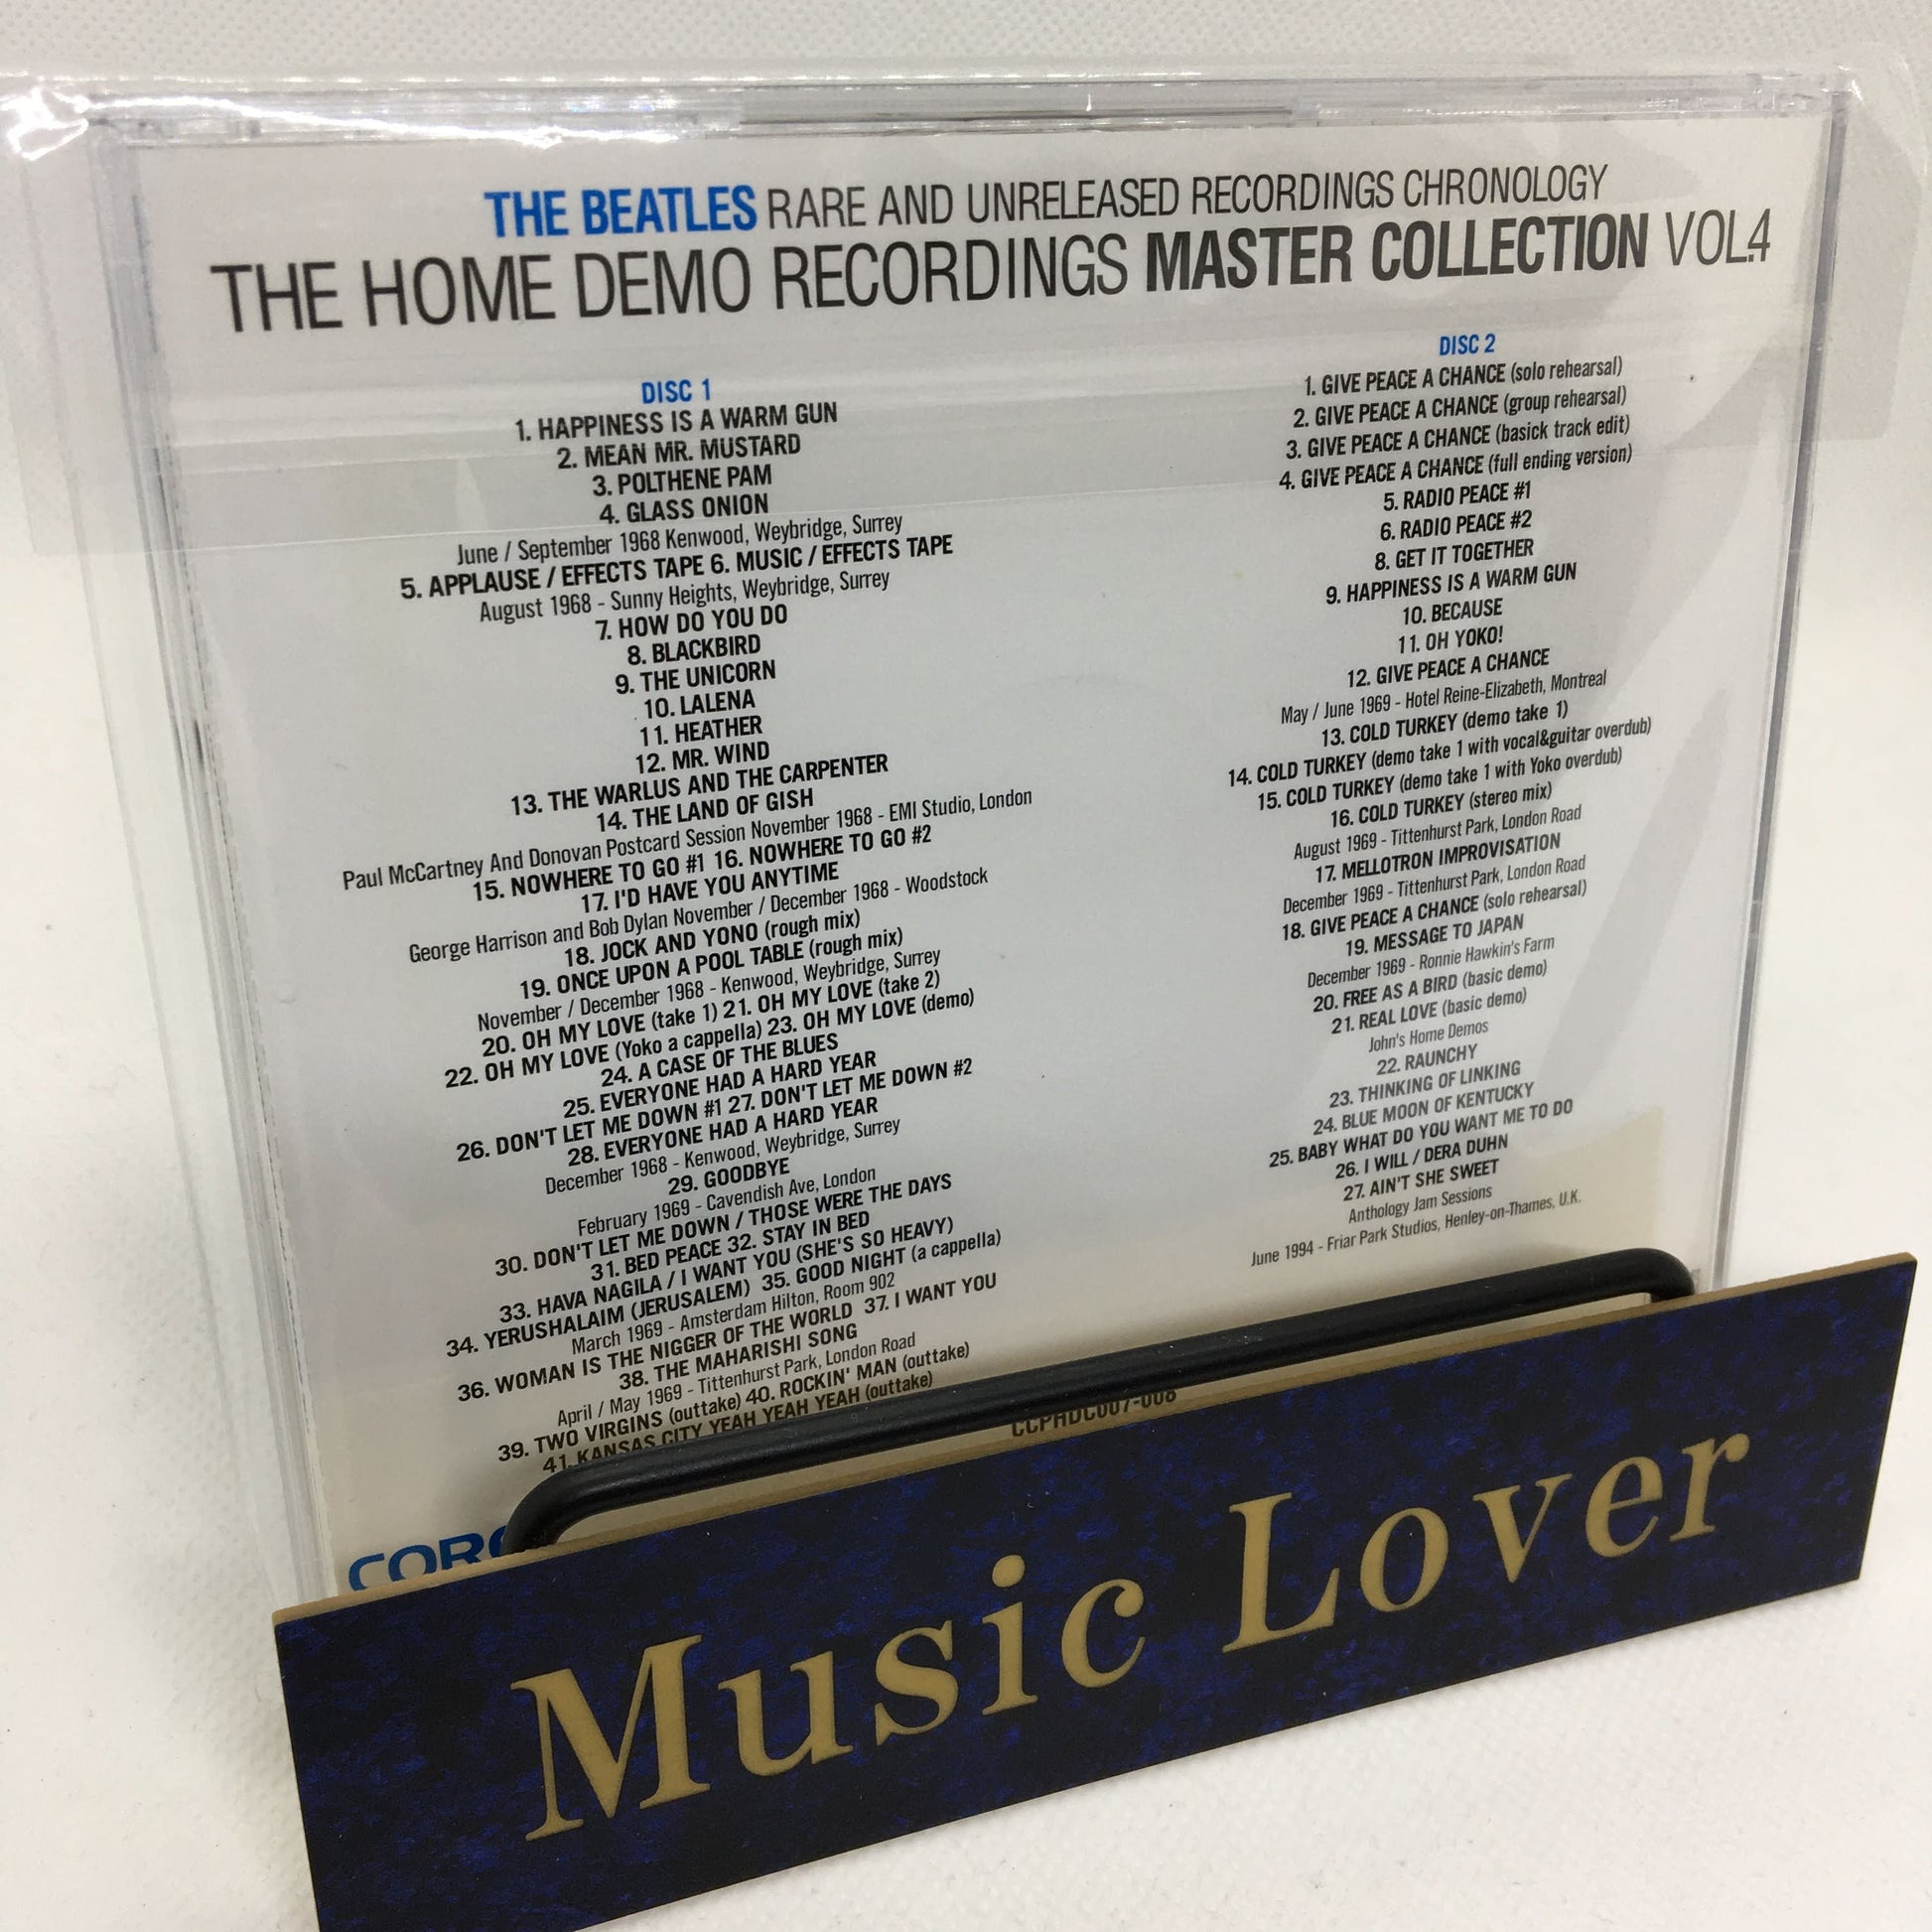 THE BEATLES RARE AND UNRELEASED RECORDINGS CHRONOLOGY
THE HOME DEMO RECORDINGS MASTER COLLECTION VOL.4
DISC 1
1. HAPPINESS IS A WARM GUN
2. MEAN MR. MUSTARD
3. POLTHENE PAM
4. GLASS ONION
June / September 1968 Kenwood, Weybridge, Surrey
5. APPLAUSE / EFFECTS TAPE 6. MUSIC / EFFECTS TAPE
August 1968 - Sunny Heights, Weybridge, Surrey
7. HOW DO YOU DO
8. BLACKBIRD
9. THE UNICORN
10. LALENA
11. HEATHER
12. MR. WIND
13. THE WARLUS AND THE CARPENTER
14. THE LAND OF GISH
Paul McCartney And Donovan Postcard Session November 1968 - EMI Studio, London
15. NOWHERE TO GO #1 16. NOWHERE TO GO #2
17. I'D HAVE YOU ANYTIME
George Harrison and Bob Dylan November / December 1968 - Woodstock
18. JOCK AND YONO (rough mix)
19. ONCE UPON A POOL TABLE (rough mix)
November / December 1968 - Kenwood, Weybridge, Surrey
20. OH MY LOVE (take 1) 21. OH MY LOVE (take 2)
22. OH MY LOVE (Yoko a cappella) 23. OH MY LOVE (demo)
24. A CASE OF THE BLUES
25. EVERYONE HAD A HARD YEAR
26. DON'T LET ME DOWN #1 27. DON'T LET ME DOWN #2
28. EVERYONE HAD A HARD YEAR
December 1968 - Kenwood, Weybridge, Surrey
29. GOODBYE
February 1969 - Cavendish Ave, London
30. DON'T LET ME DOWN / THOSE WERE THE DAYS
31. BED PEACE 32. STAY IN BED
33. HAVA NAGILA / I WANT YOU (SHE'S SO HEAVY)
34. YERUSHALAIM (JERUSALEM) 35. GOOD NIGHT (a cappella)
March 1969 - Amsterdam Hilton, Room 902
36. WOMAN IS THE NIGGER OF THE WORLD 37. I WANT YOU
38. THE MAHARISHI SONG
April / May 1969 - Tittenhurst Park, London Road
39. TWO VIRGINS (outtake) 40. ROCKIN' MAN (outtake)
41. KANSAS CITY YEAH YEAH YEAH (outtake)
DISC 2
1. GIVE PEACE A CHANCE (solo rehearsal)
2. GIVE PEACE A CHANCE (group rehearsal)
3. GIVE PEACE A CHANCE (basick track edit)
4. GIVE PEACE A CHANCE (full ending version)
5. RADIO PEACE #1
6. RADIO PEACE #2
8. GET IT TOGETHER
9. HAPPINESS IS A WARM GUN
10. BECAUSE
11. OH YOKO!
12. GIVE PEACE A CHANCE
May / June 1969 - Hotel Reine-Elizabeth, Montreal
13. COLD TURKEY (demo take 1)
14. COLD TURKEY (demo take 1 with vocal&guitar overdub)
15. COLD TURKEY (demo take 1 with Yoko overdub)
16. COLD TURKEY (stereo mix)
August 1969 - Tittenhurst Park, London Road
17. MELLOTRON IMPROVISATION
December 1969 - Tittenhurst Park, London Road
18. GIVE PEACE A CHANCE (solo rehearsal)
19. MESSAGE TO JAPAN
December 1969 - Ronnie Hawkin's Farm
20. FREE AS A BIRD (basic demo)
21. REAL LOVE (basic demo)
John's Home Demos
22. RAUNCHY
23. THINKING OF LINKING
24. BLUE MOON OF KENTUCKY
25. BABY WHAT DO YOU WANT ME TO DO
26. I WILL / DERA DUHN
27. AIN'T SHE SWEET
Anthology Jam Sessions
June 1994 - Friar Park Studios, Henley-on-Thames, U.K.
CCPHDC007-008
Music Lover